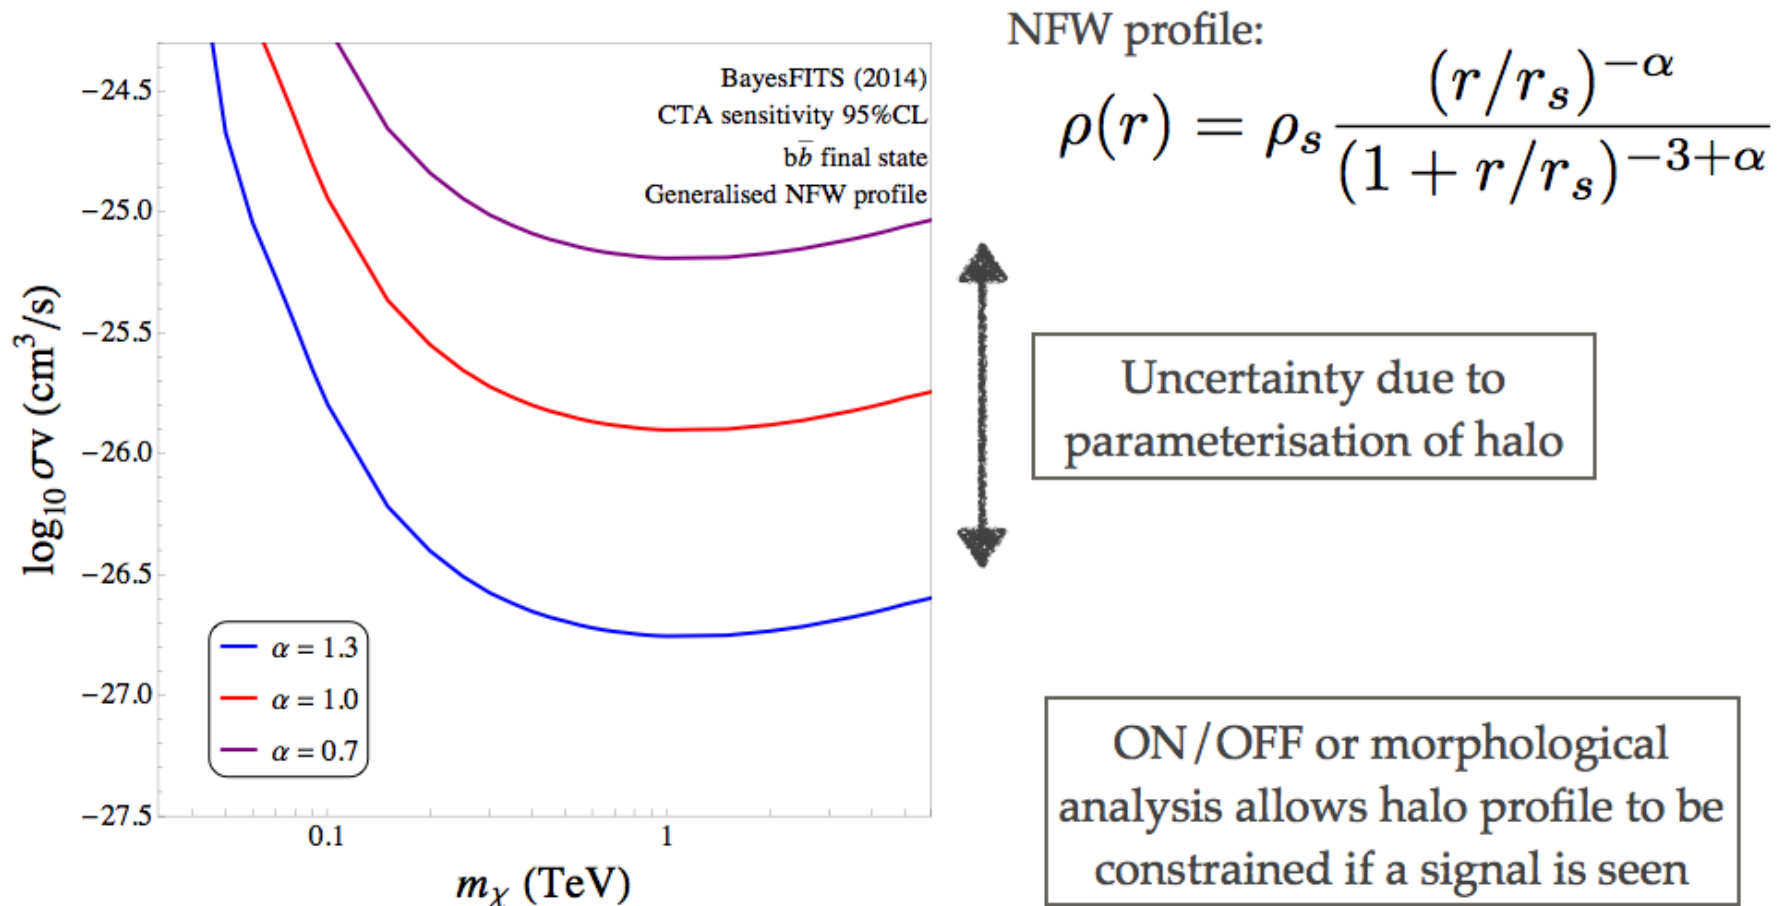 NFW profile:
ρ(r) = ρ_s (r/r_s)^{−α} / (1 + r/r_s)^{−3+α}
BayesFITS (2014)
CTA sensitivity 95%CL
b b̄ final state
Generalised NFW profile
log₁₀ σv (cm³/s)
−24.5
−25.0
−25.5
−26.0
−26.5
−27.0
−27.5
α = 1.3
α = 1.0
α = 0.7
0.1 1
m_χ (TeV)
Uncertainty due to
parameterisation of halo
ON/OFF or morphological
analysis allows halo profile to be
constrained if a signal is seen